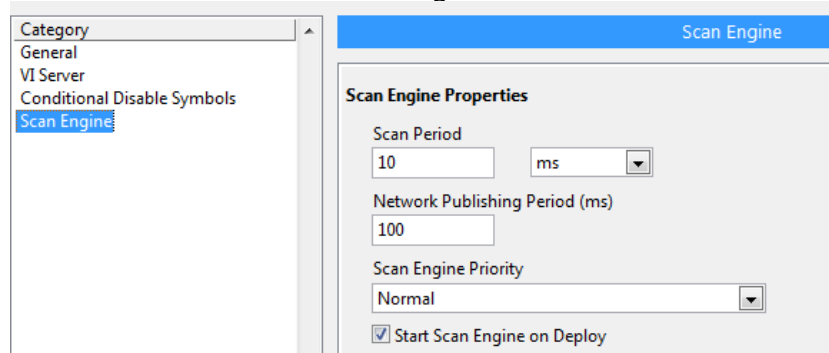 Category
General
VI Server
Conditional Disable Symbols
Scan Engine
Scan Engine
Scan Engine Properties
Scan Period
10 ms
Network Publishing Period (ms)
100
Scan Engine Priority
Normal
Start Scan Engine on Deploy